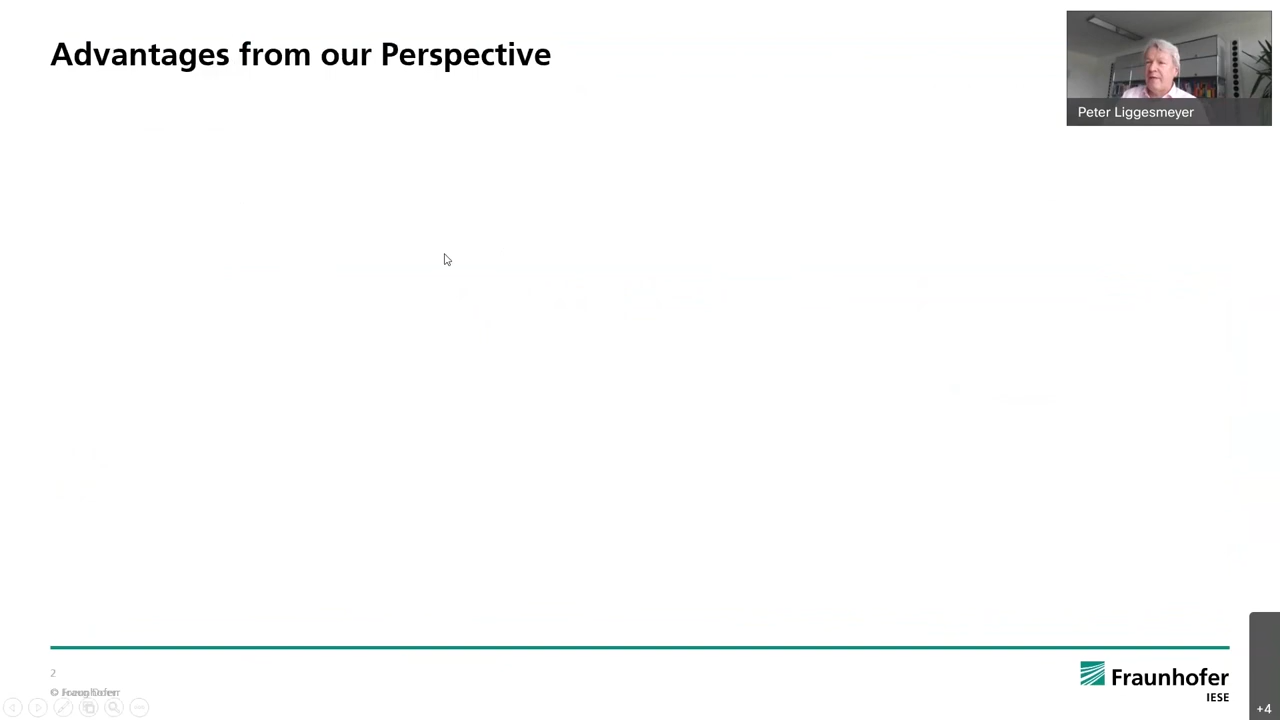 Advantages from our Perspective
Peter Liggesmeyer
2
©
Fraunhofer
IESE
+4